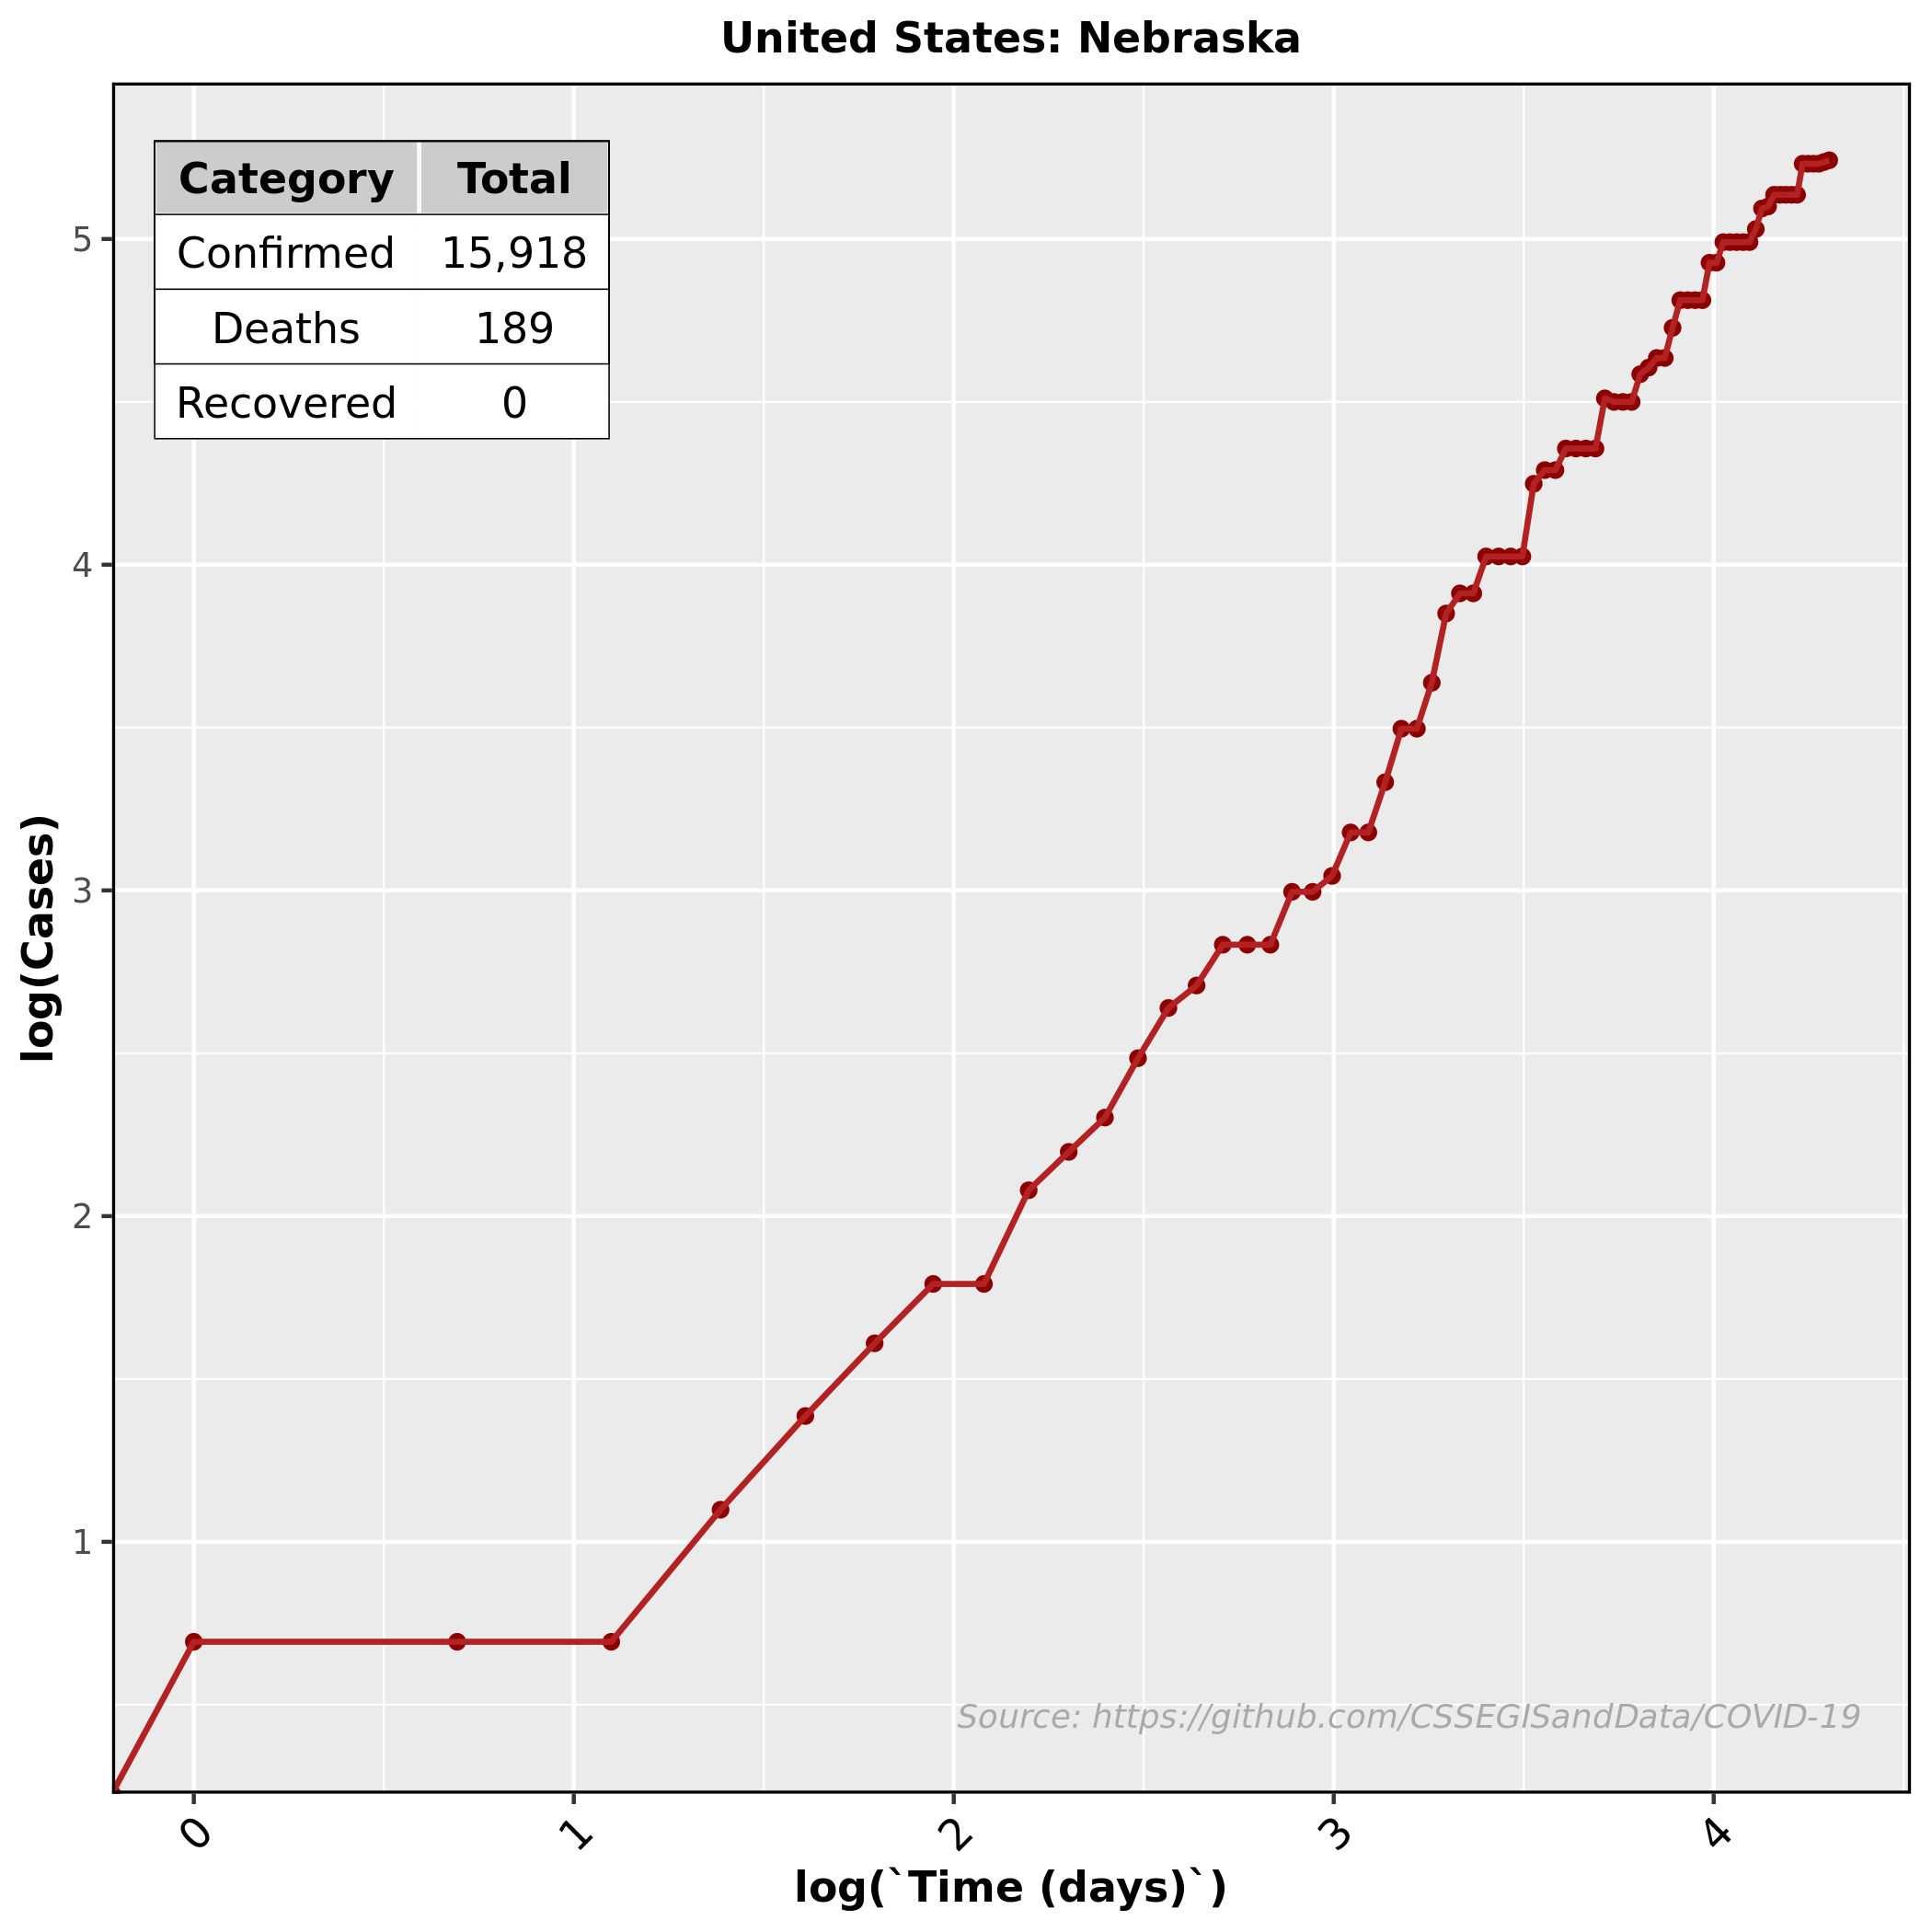 United States: Nebraska
Category Total
Confirmed 15,918
Deaths 189
Recovered 0
5
4
3
2
1
log(Cases)
Source: https://github.com/CSSEGISandData/COVID-19
0 1 2 3 4
log(`Time (days)`)